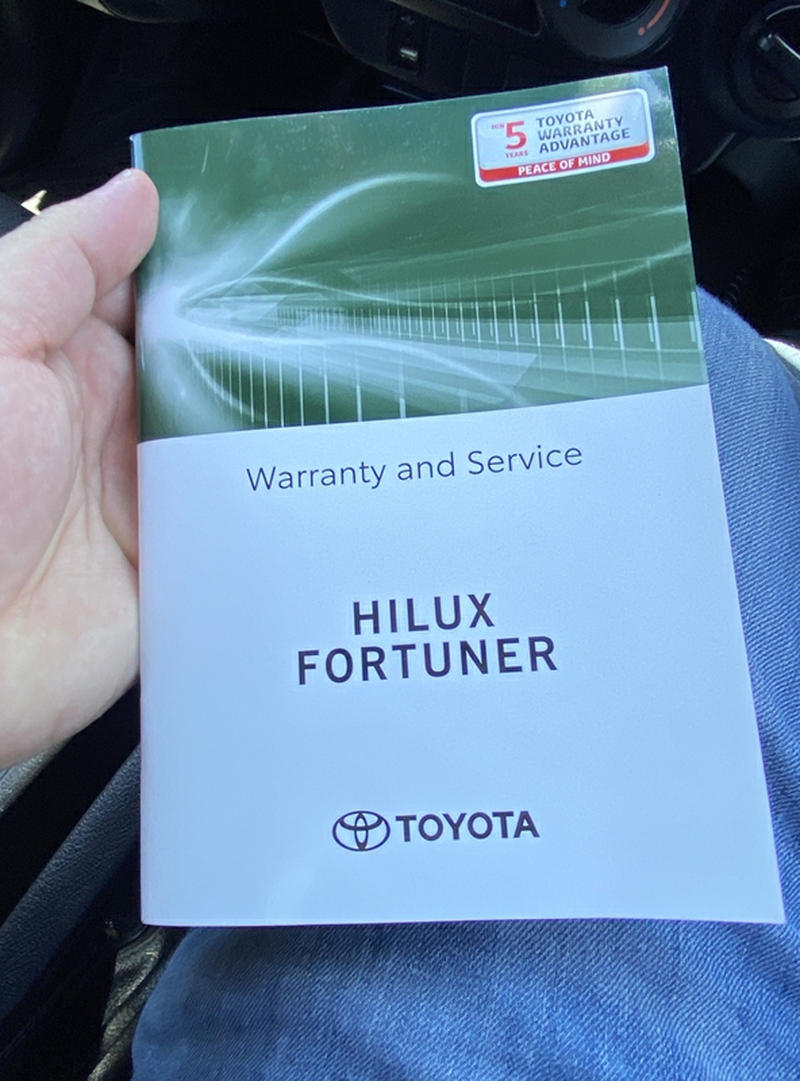 MIN 5 YEARS
TOYOTA
WARRANTY
ADVANTAGE
PEACE OF MIND
Warranty and Service
HILUX
FORTUNER
TOYOTA